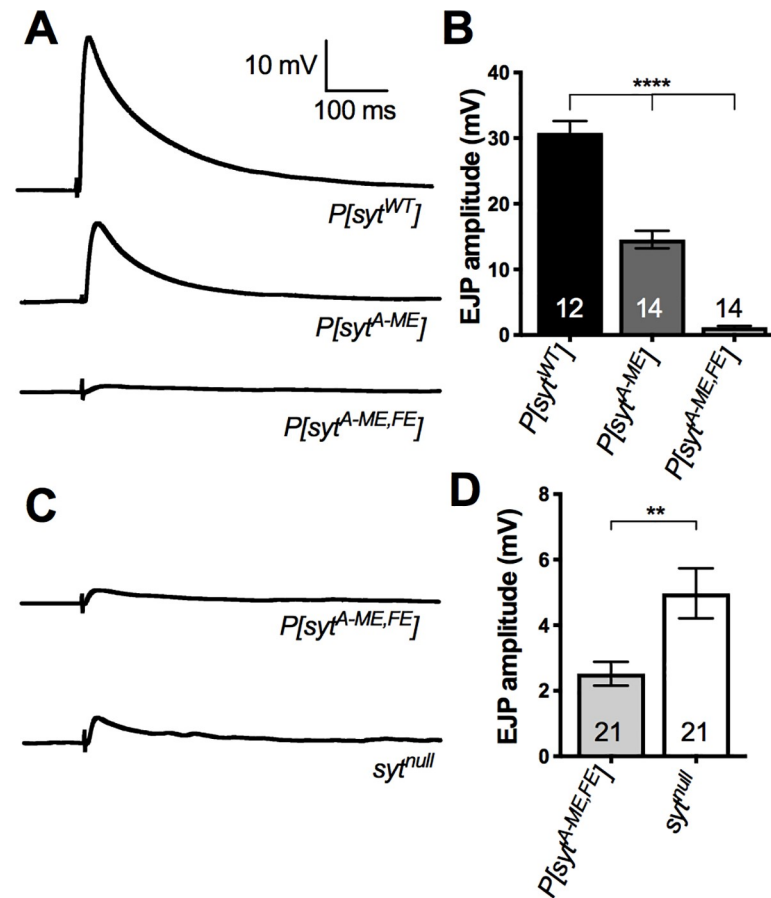 A
10 mV
100 ms
P[syt^WT]
P[syt^A-ME]
P[syt^A-ME,FE]
B
EJP amplitude (mV)
40
30
20
10
0
****
12
14
14
P[syt^WT]
P[syt^A-ME]
P[syt^A-ME,FE]
C
P[syt^A-ME,FE]
syt^null
D
EJP amplitude (mV)
8
6
4
2
0
**
21
21
P[syt^A-ME,FE]
syt^null